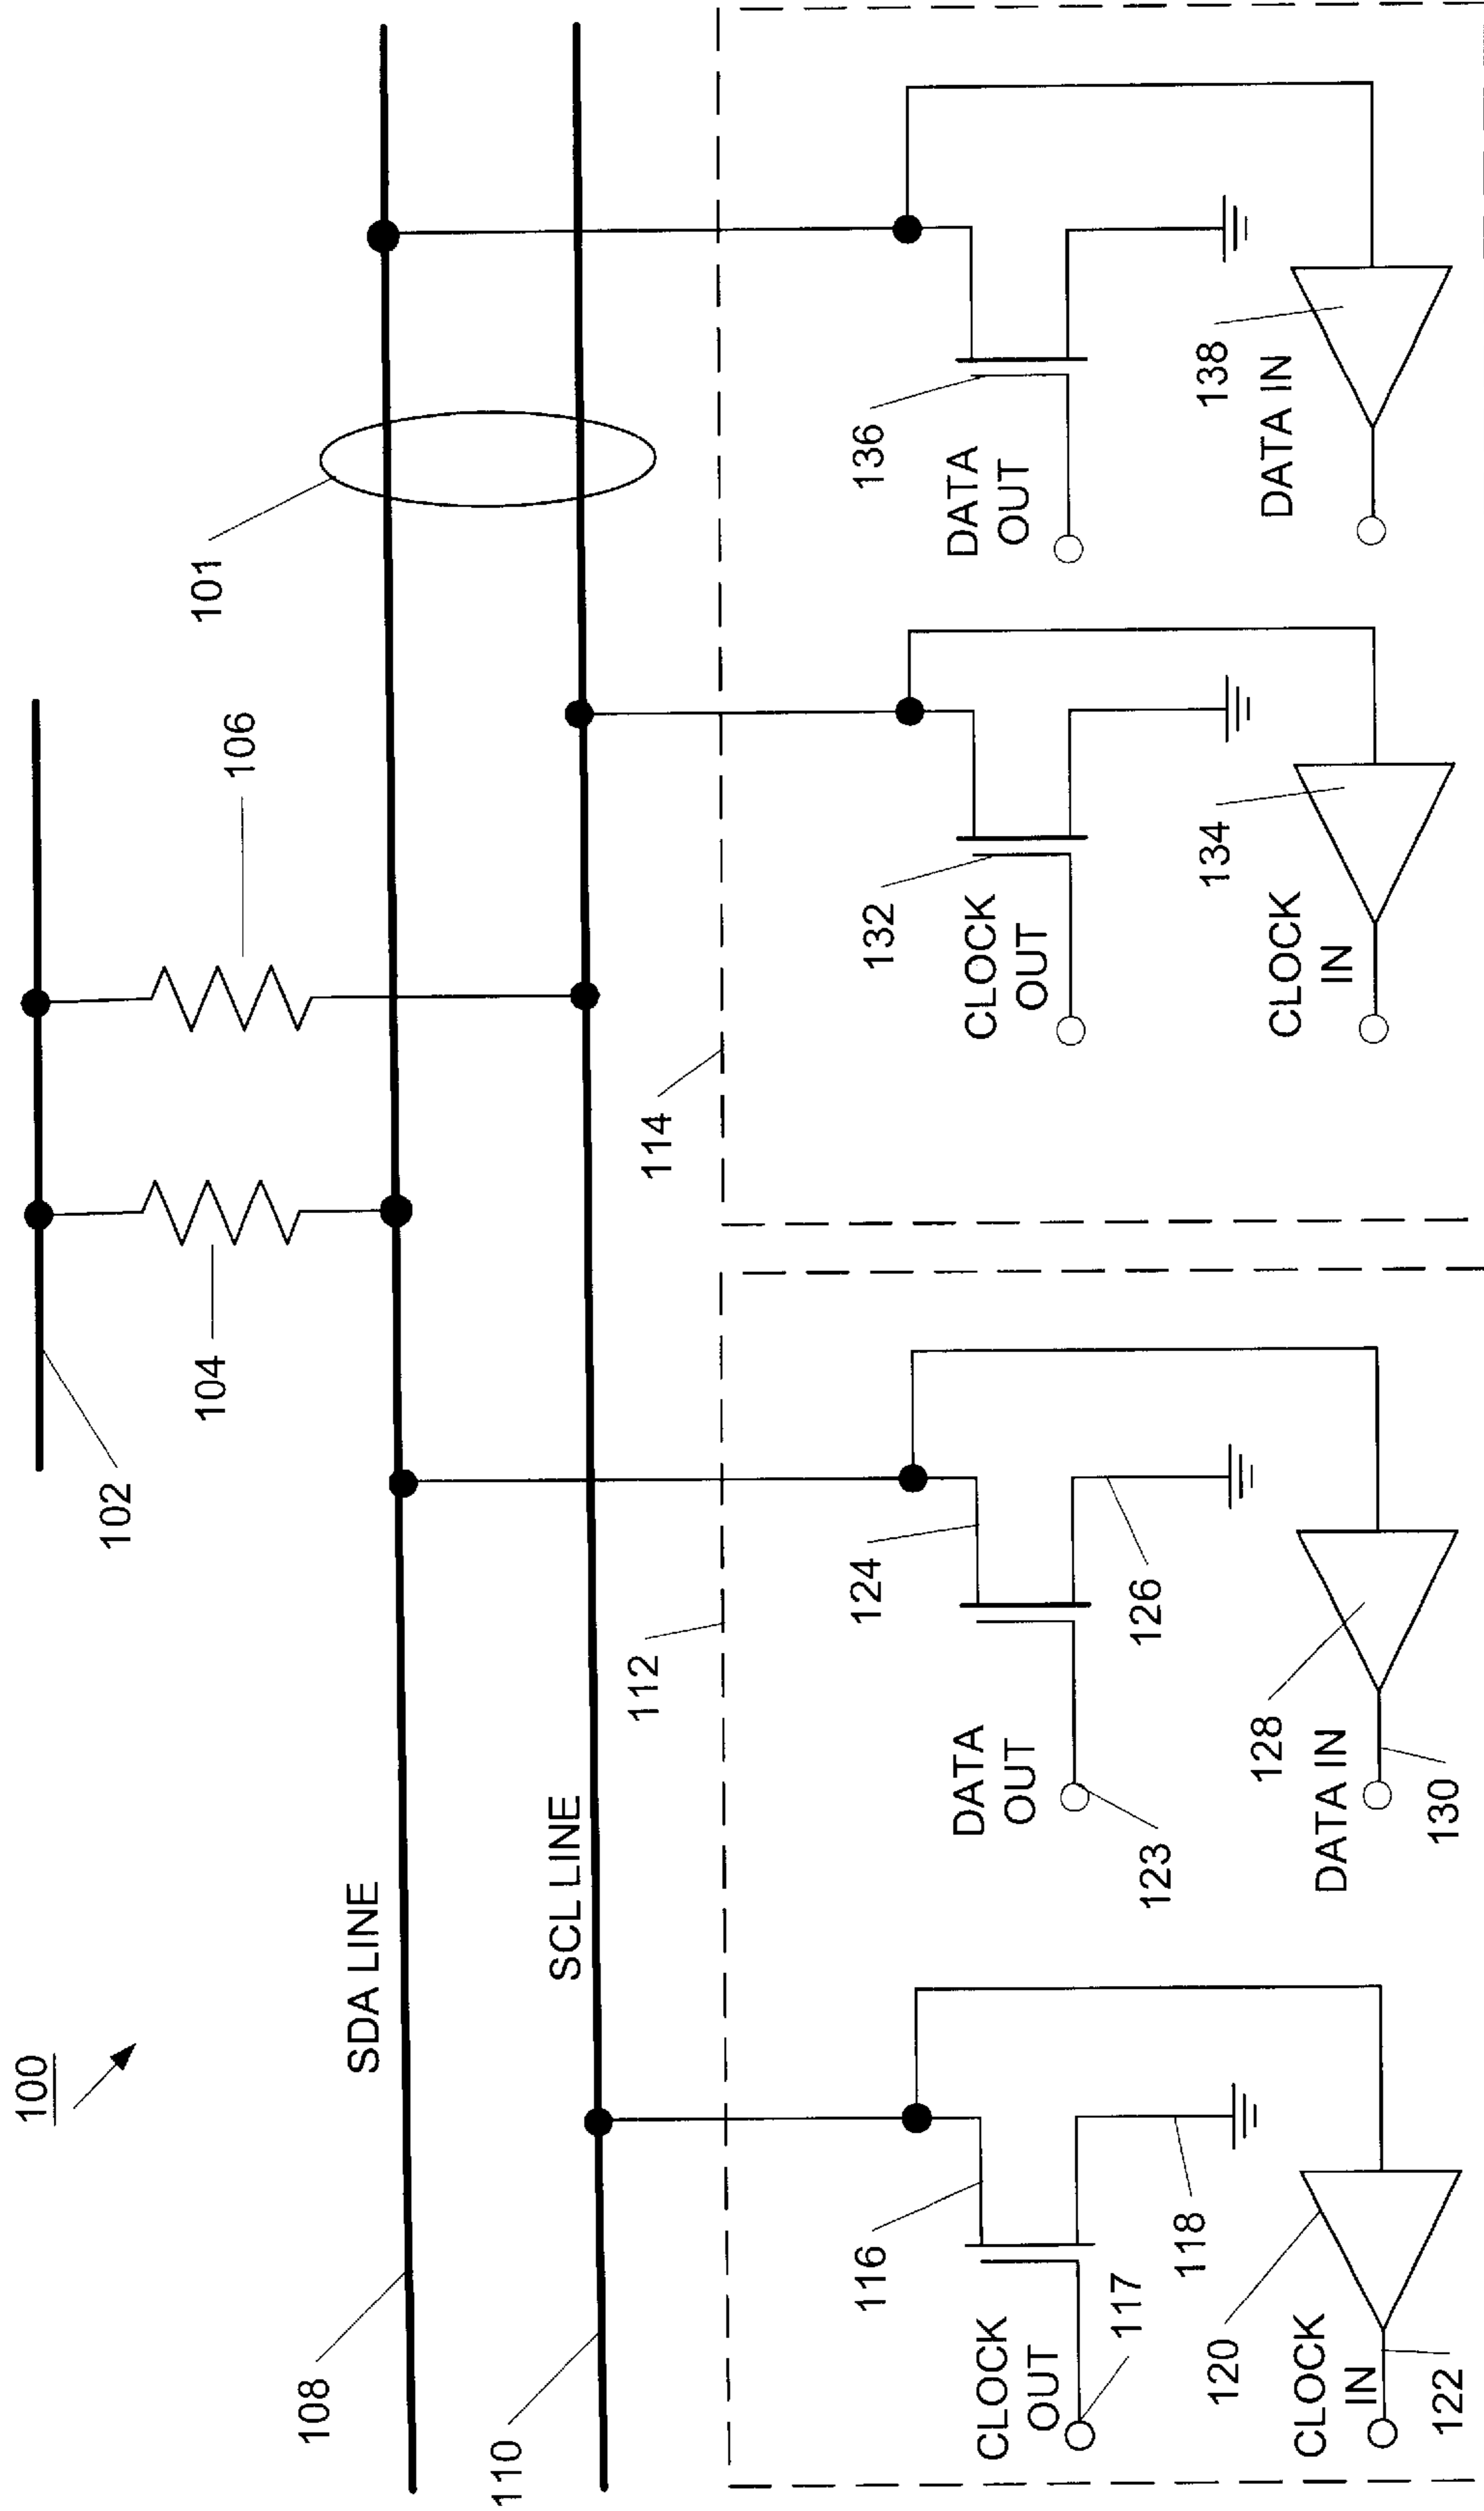 100
102
104
106
101
108
SDA LINE
110
SCL LINE
112
114
116
CLOCK
OUT
117
118
120
CLOCK
IN
122
124
DATA
OUT
123
126
128
DATA IN
130
132
CLOCK
OUT
134
CLOCK
IN
136
DATA
OUT
138
DATA IN